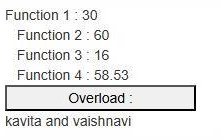 Function 1 : 30
Function 2 : 60
Function 3 : 16
Function 4 : 58.53
Overload :
kavita and vaishnavi